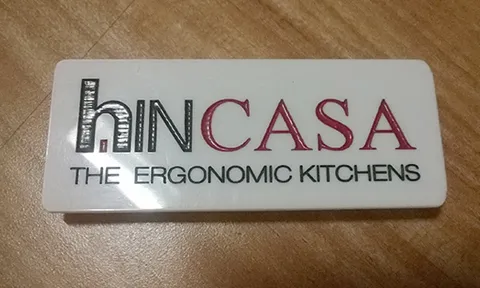 hINCASA
THE ERGONOMIC KITCHENS